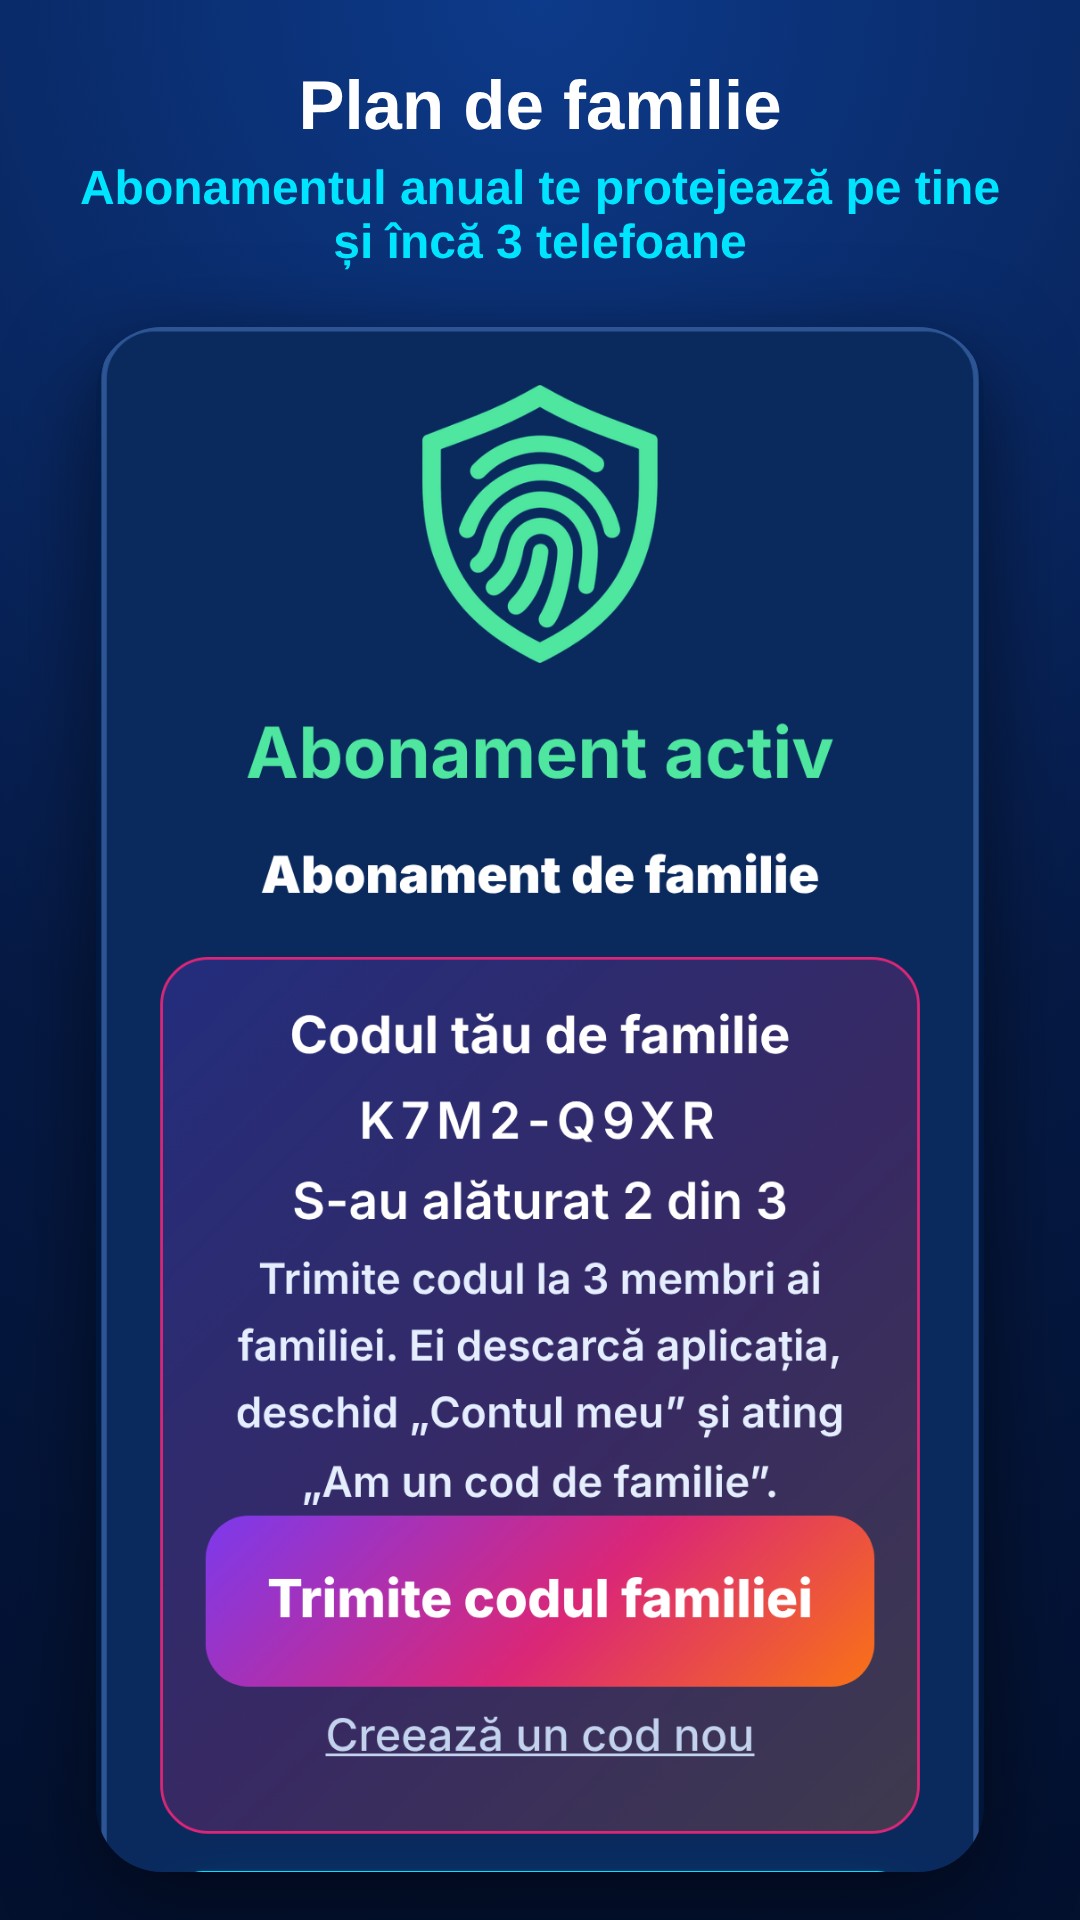 Plan de familie
Abonamentul anual te protejează pe tine
și încă 3 telefoane
Abonament activ
Abonament de familie
Codul tău de familie
K7M2-Q9XR
S-au alăturat 2 din 3
Trimite codul la 3 membri ai
familiei. Ei descarcă aplicația,
deschid „Contul meu” și ating
„Am un cod de familie”.
Trimite codul familiei
Creează un cod nou